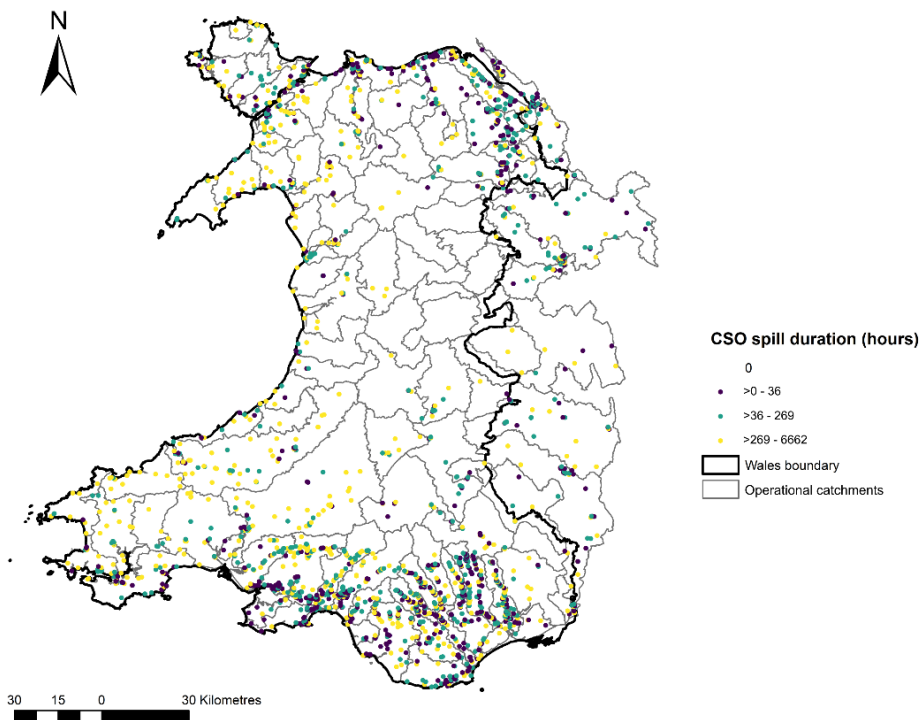 N
CSO spill duration (hours)
0
>0 - 36
>36 - 269
>269 - 6662
Wales boundary
Operational catchments
30 15 0 30 Kilometres